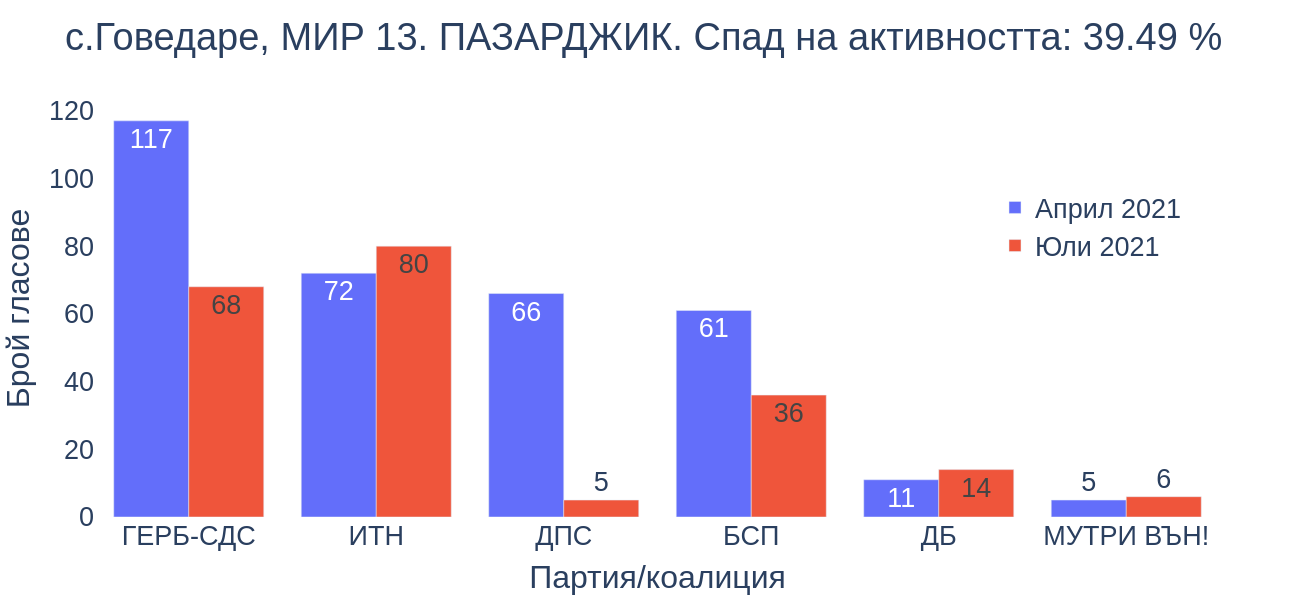 с.Говедаре, МИР 13. ПАЗАРДЖИК. Спад на активността: 39.49 %
120
100
80
60
40
20
0
Брой гласове
117
68
72
80
66
5
61
36
11
14
5
6
Април 2021
Юли 2021
ГЕРБ-СДС
ИТН
ДПС
БСП
ДБ
МУТРИ ВЪН!
Партия/коалиция